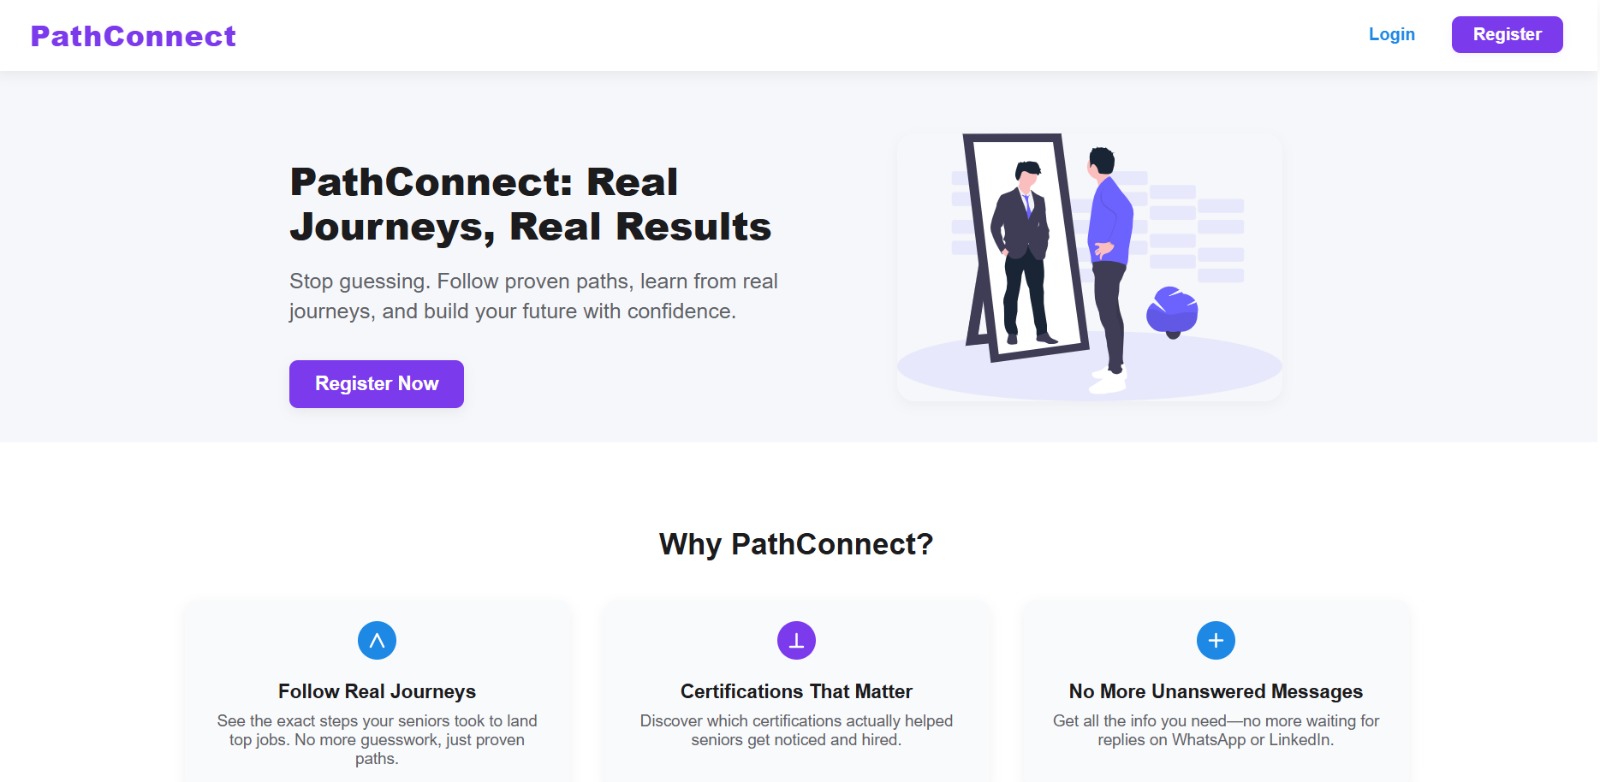 PathConnect
Login
Register
PathConnect: Real
Journeys, Real Results
Stop guessing. Follow proven paths, learn from real
journeys, and build your future with confidence.
Register Now
Why PathConnect?
Follow Real Journeys
See the exact steps your seniors took to land
top jobs. No more guesswork, just proven
paths.
Certifications That Matter
Discover which certifications actually helped
seniors get noticed and hired.
No More Unanswered Messages
Get all the info you need—no more waiting for
replies on WhatsApp or LinkedIn.